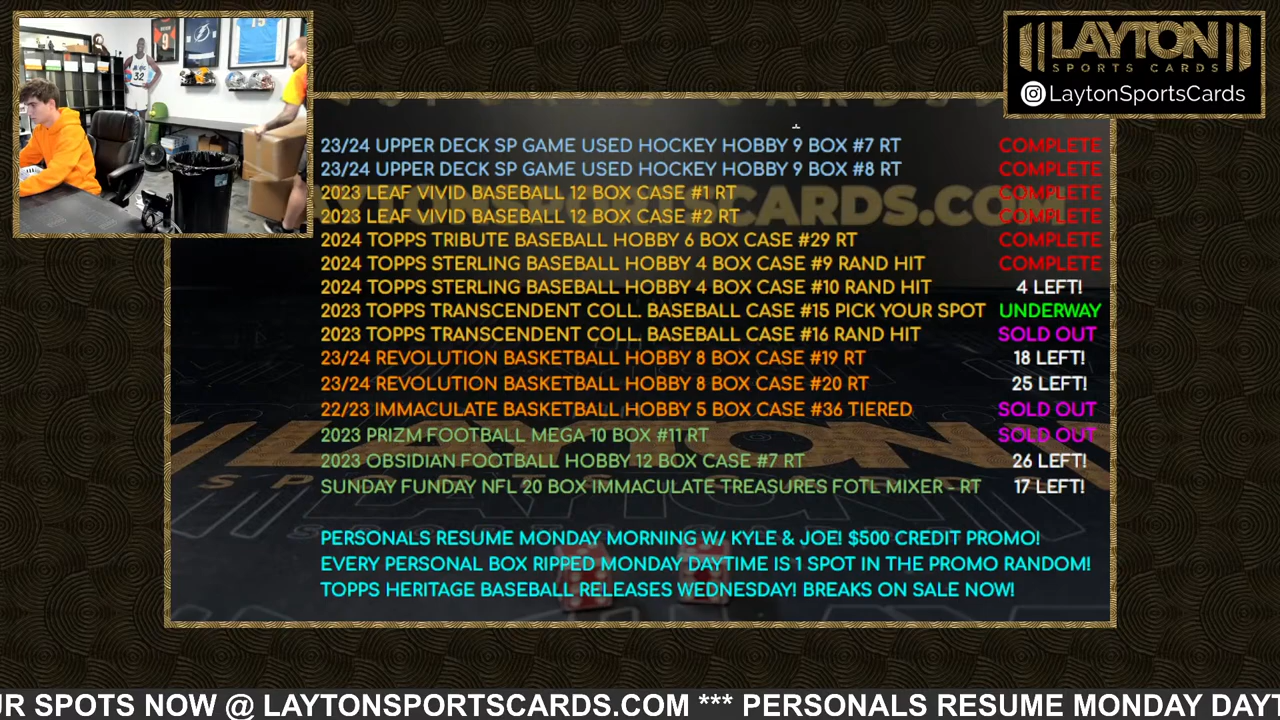 LAYTON
SPORTS CARDS
LaytonSportsCards
23/24 UPPER DECK SP GAME USED HOCKEY HOBBY 9 BOX #7 RT COMPLETE
23/24 UPPER DECK SP GAME USED HOCKEY HOBBY 9 BOX #8 RT COMPLETE
2023 LEAF VIVID BASEBALL 12 BOX CASE #1 RT COMPLETE
2023 LEAF VIVID BASEBALL 12 BOX CASE #2 RT COMPLETE
2024 TOPPS TRIBUTE BASEBALL HOBBY 6 BOX CASE #29 RT COMPLETE
2024 TOPPS STERLING BASEBALL HOBBY 4 BOX CASE #9 RAND HIT COMPLETE
2024 TOPPS STERLING BASEBALL HOBBY 4 BOX CASE #10 RAND HIT 4 LEFT!
2023 TOPPS TRANSCENDENT COLL. BASEBALL CASE #15 PICK YOUR SPOT UNDERWAY
2023 TOPPS TRANSCENDENT COLL. BASEBALL CASE #16 RAND HIT SOLD OUT
23/24 REVOLUTION BASKETBALL HOBBY 8 BOX CASE #19 RT 18 LEFT!
23/24 REVOLUTION BASKETBALL HOBBY 8 BOX CASE #20 RT 25 LEFT!
22/23 IMMACULATE BASKETBALL HOBBY 5 BOX CASE #36 TIERED SOLD OUT
2023 PRIZM FOOTBALL MEGA 10 BOX #11 RT SOLD OUT
2023 OBSIDIAN FOOTBALL HOBBY 12 BOX CASE #7 RT 26 LEFT!
SUNDAY FUNDAY NFL 20 BOX IMMACULATE TREASURES FOTL MIXER - RT 17 LEFT!
PERSONALS RESUME MONDAY MORNING W/ KYLE & JOE! $500 CREDIT PROMO!
EVERY PERSONAL BOX RIPPED MONDAY DAYTIME IS 1 SPOT IN THE PROMO RANDOM!
TOPPS HERITAGE BASEBALL RELEASES WEDNESDAY! BREAKS ON SALE NOW!
UR SPOTS NOW @ LAYTONSPORTSCARDS.COM *** PERSONALS RESUME MONDAY DAYT